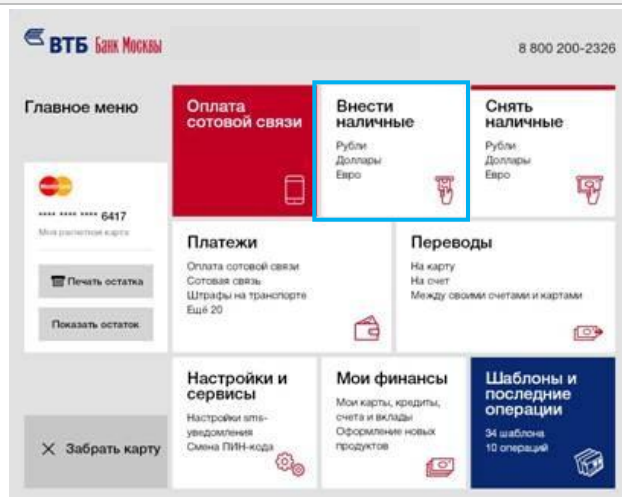 ВТБ Банк Москвы
8 800 200-2326
Главное меню
**** **** **** 6417
Моя расчетная карта
Печать остатка
Показать остаток
Забрать карту
Оплата
сотовой связи
Внести
наличные
Рубли
Доллары
Евро
Снять
наличные
Рубли
Доллары
Евро
Платежи
Оплата сотовой связи
Сотовая связь
Штрафы на транспорте
Ещё 20
Переводы
На карту
На счет
Между своими счетами и картами
Настройки и
сервисы
Настройки sms-
уведомления
Смена ПИН-кода
Мои финансы
Мои карты, кредиты,
счета и вклады
Оформление новых
продуктов
Шаблоны и
последние
операции
34 шаблона
10 операций